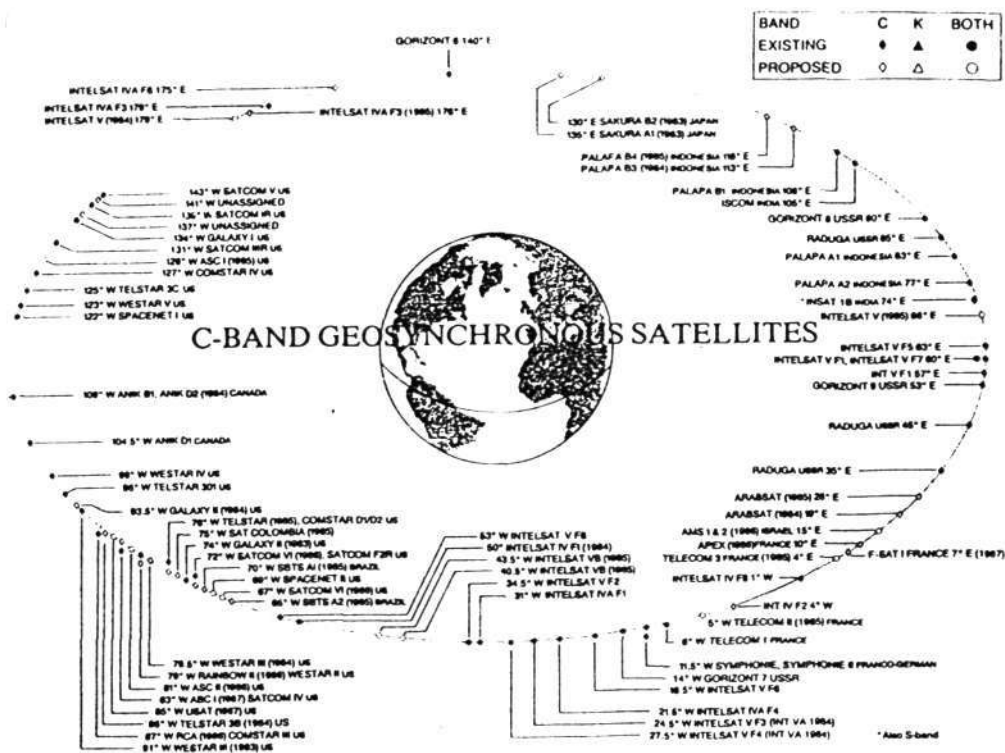 BAND C K BOTH
EXISTING
PROPOSED
GORIZONT 6 140° E
INTELSAT IVA F6 175° E
INTELSAT IVA F3 179° E
INTELSAT IVA F3 (1985) 176° E
INTELSAT V (1984) 179° E
130° E SAKURA B2 (1983) JAPAN
135° E SAKURA A1 (1983) JAPAN
PALAPA B4 (1985) INDONESIA 118° E
PALAPA B3 (1984) INDONESIA 113° E
PALAPA B1 INDONESIA 108° E
ISCOM INDIA 105° E
GORIZONT 8 USSR 90° E
RADUGA USSR 85° E
PALAPA A1 INDONESIA 83° E
PALAPA A2 INDONESIA 77° E
*INSAT 1B INDIA 74° E
INTELSAT V (1985) 66° E
143° W SATCOM V US
141° W UNASSIGNED
136° W SATCOM IR US
137° W UNASSIGNED
134° W GALAXY I US
131° W SATCOM IIIR US
128° W ASC I (1985) US
127° W COMSTAR IV US
125° W TELSTAR 3C US
123° W WESTAR V US
122° W SPACENET I US
C-BAND GEOSYNCHRONOUS SATELLITES
INTELSAT V F5 63° E
INTELSAT V F1, INTELSAT V F7 60° E
INT V F1 57° E
GORIZONT 9 USSR 53° E
RADUGA USSR 45° E
RADUGA USSR 35° E
ARABSAT (1985) 26° E
ARABSAT (1984) 19° E
AMS 1 & 2 (1986) ISRAEL 15° E
APEX (1986) FRANCE 10° E
F-SAT I FRANCE 7° E (1987)
TELECOM 3 FRANCE (1985) 4° E
INTELSAT IV F8 1° W
INT IV F2 4° W
5° W TELECOM II (1985) FRANCE
8° W TELECOM I FRANCE
109° W ANIK B1, ANIK D2 (1984) CANADA
104.5° W ANIK D1 CANADA
99° W WESTAR IV US
96° W TELSTAR 301 US
93.5° W GALAXY II (1984) US
76° W TELSTAR (1985), COMSTAR DVD2 US
75° W SAT COLOMBIA (1985)
74° W GALAXY II (1983) US
72° W SATCOM VI (1986), SATCOM F2R US
70° W SBTS AI (1985) BRAZIL
69° W SPACENET II US
67° W SATCOM VI (1986) US
65° W SBTS A2 (1985) BRAZIL
53° W INTELSAT V F6
50° W INTELSAT IV F1 (1984)
43.5° W INTELSAT VB (1985)
40.5° W INTELSAT VB (1985)
34.5° W INTELSAT V F2
31° W INTELSAT IVA F1
79.5° W WESTAR III (1984) US
79° W RAINBOW II (1986) WESTAR II US
81° W ASC II (1986) US
83° W ABC I (1987) SATCOM IV US
85° W USAT (1987) US
86° W TELSTAR 3B (1984) US
87° W RCA (1986) COMSTAR III US
91° W WESTAR III (1983) US
11.5° W SYMPHONIE, SYMPHONIE II FRANCO-GERMAN
14° W GORIZONT 7 USSR
18.5° W INTELSAT V F6
21.5° W INTELSAT IVA F4
24.5° W INTELSAT V F3 (INT VA 1984)
27.5° W INTELSAT V F4 (INT VA 1984)
*Also S-band